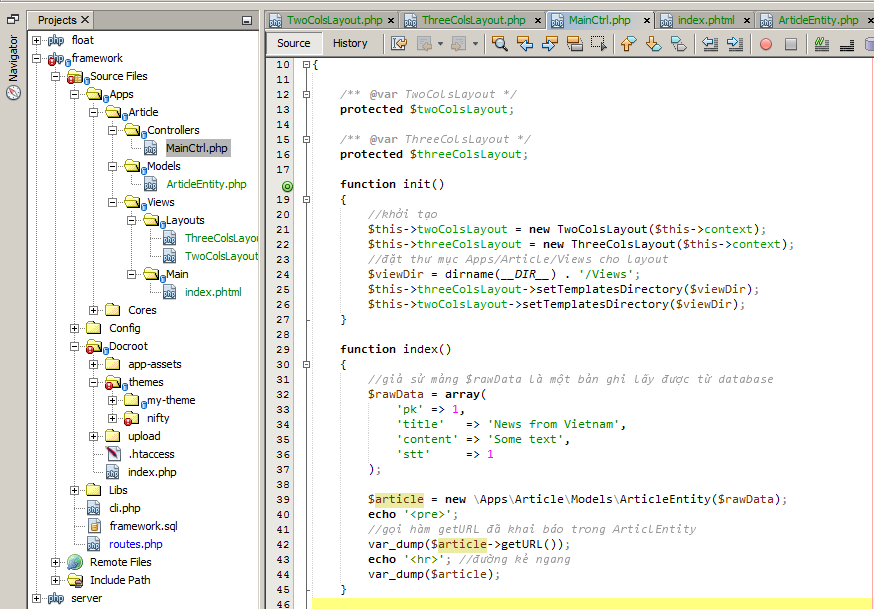 Navigator
Projects
float
framework
Source Files
Apps
Article
Controllers
MainCtrl.php
Models
ArticleEntity.php
Views
Layouts
ThreeColsLayou
TwoColsLayout
Main
index.phtml
Cores
Config
Docroot
app-assets
themes
my-theme
nifty
upload
.htaccess
index.php
Libs
cli.php
framework.sql
routes.php
Remote Files
Include Path
server
TwoColsLayout.php ThreeColsLayout.php MainCtrl.php index.phtml ArticleEntity.php
Source History
10 {
11
12 /** @var TwoColsLayout */
13 protected $twoColsLayout;
14
15 /** @var ThreeColsLayout */
16 protected $threeColsLayout;
17
function init()
19 {
20 //khởi tạo
21 $this->twoColsLayout = new TwoColsLayout($this->context);
22 $this->threeColsLayout = new ThreeColsLayout($this->context);
23 //đặt thư mục Apps/Article/Views cho layout
24 $viewDir = dirname(__DIR__) . '/Views';
25 $this->threeColsLayout->setTemplatesDirectory($viewDir);
26 $this->twoColsLayout->setTemplatesDirectory($viewDir);
27 }
28
29 function index()
30 {
31 //giả sử mảng $rawData là một bản ghi lấy được từ database
32 $rawData = array(
33 'pk' => 1,
34 'title' => 'News from Vietnam',
35 'content' => 'Some text',
36 'stt' => 1
37 );
38
39 $article = new \Apps\Article\Models\ArticleEntity($rawData);
40 echo '<pre>';
41 //gọi hàm getURL đã khai báo trong ArticlEntity
42 var_dump($article->getURL());
43 echo '<hr>'; //đường kẻ ngang
44 var_dump($article);
45 }
46